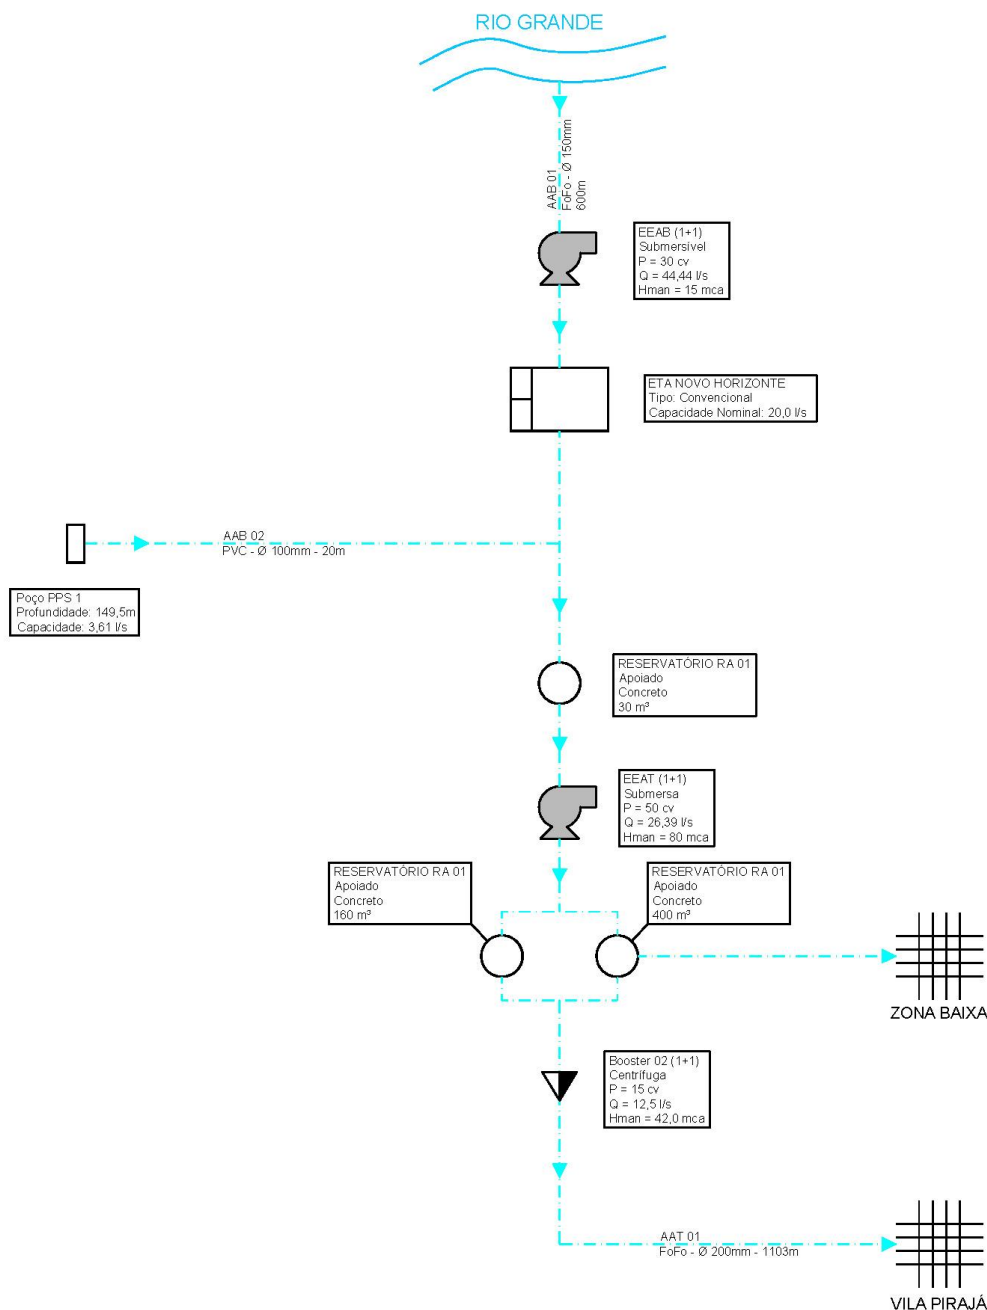 RIO GRANDE
AAB 01
FoFo - Ø 150mm
600m
EEAB (1+1)
Submersível
P = 30 cv
Q = 44,44 l/s
Hman = 15 mca
ETA NOVO HORIZONTE
Tipo: Convencional
Capacidade Nominal: 20,0 l/s
AAB 02
PVC - Ø 100mm - 20m
Poço PPS 1
Profundidade: 149,5m
Capacidade: 3,61 l/s
RESERVATÓRIO RA 01
Apoiado
Concreto
30 m³
EEAT (1+1)
Submersa
P = 50 cv
Q = 26,39 l/s
Hman = 80 mca
RESERVATÓRIO RA 01
Apoiado
Concreto
160 m³
RESERVATÓRIO RA 01
Apoiado
Concreto
400 m³
ZONA BAIXA
Booster 02 (1+1)
Centrífuga
P = 15 cv
Q = 12,5 l/s
Hman = 42,0 mca
AAT 01
FoFo - Ø 200mm - 1103m
VILA PIRAJÁ